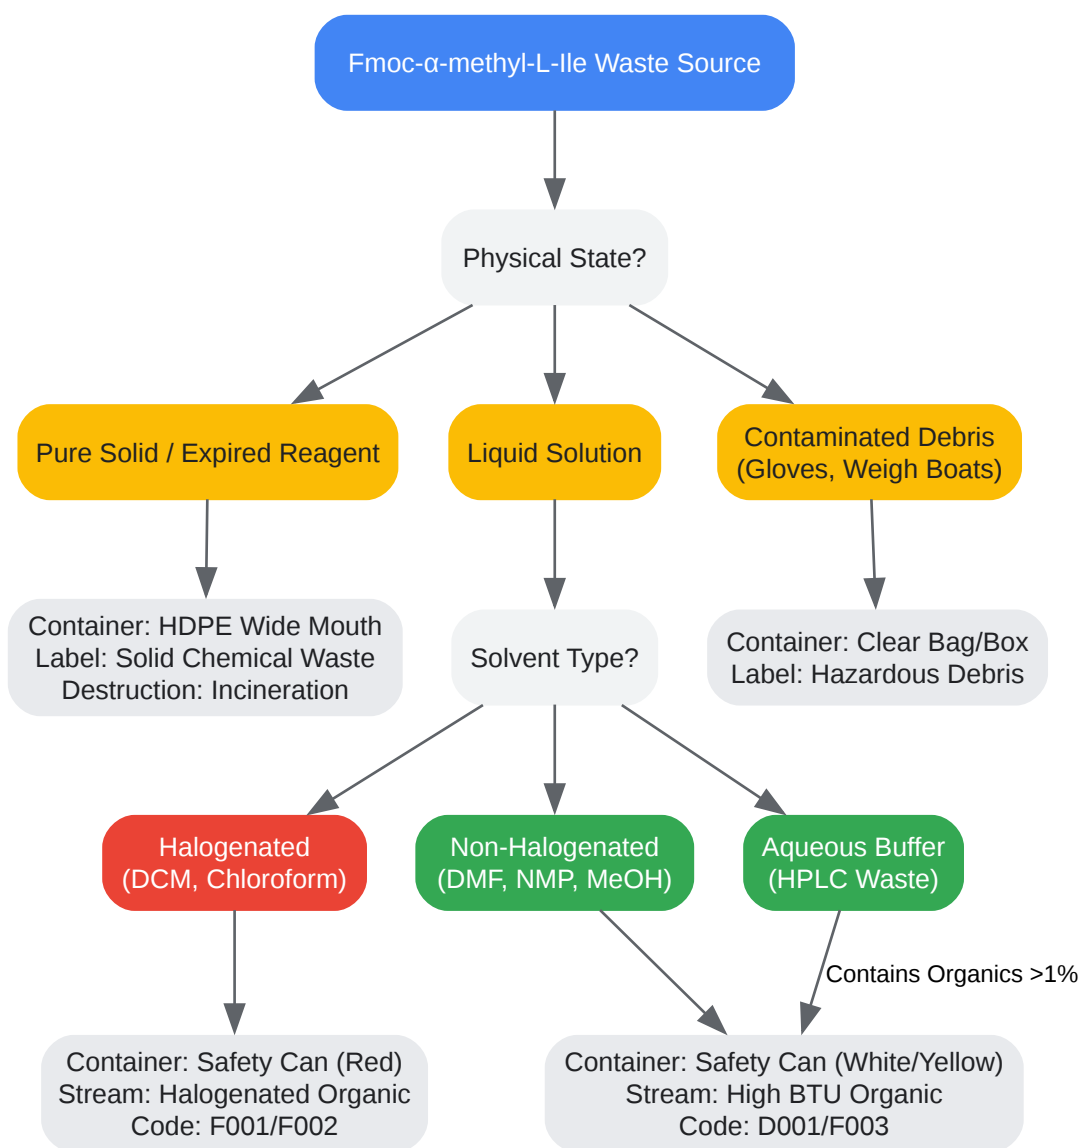 Fmoc-α-methyl-L-Ile Waste Source
Physical State?
Pure Solid / Expired Reagent
Liquid Solution
Contaminated Debris
(Gloves, Weigh Boats)
Container: HDPE Wide Mouth
Label: Solid Chemical Waste
Destruction: Incineration
Solvent Type?
Container: Clear Bag/Box
Label: Hazardous Debris
Halogenated
(DCM, Chloroform)
Non-Halogenated
(DMF, NMP, MeOH)
Aqueous Buffer
(HPLC Waste)
Contains Organics >1%
Container: Safety Can (Red)
Stream: Halogenated Organic
Code: F001/F002
Container: Safety Can (White/Yellow)
Stream: High BTU Organic
Code: D001/F003